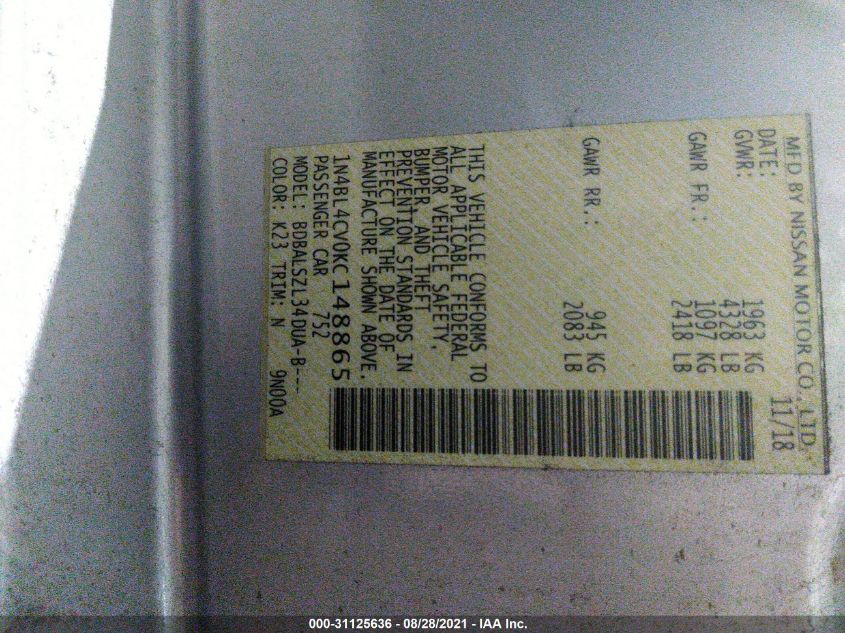 MFD BY NISSAN MOTOR CO., LTD.
DATE: 11/18
GVWR: 1963 KG
4328 LB
GAWR FR.: 1097 KG
2418 LB
GAWR RR.: 945 KG
2083 LB
THIS VEHICLE CONFORMS TO
ALL APPLICABLE FEDERAL
MOTOR VEHICLE SAFETY,
BUMPER, AND THEFT
PREVENTION STANDARDS IN
EFFECT ON THE DATE OF
MANUFACTURE SHOWN ABOVE.
1N4BL4CV0KC148865
PASSENGER CAR 752
MODEL: BDBALSZL34DUA-B---
COLOR: K23 TRIM: N 9N00A
000-31125636 - 08/28/2021 - IAA Inc.